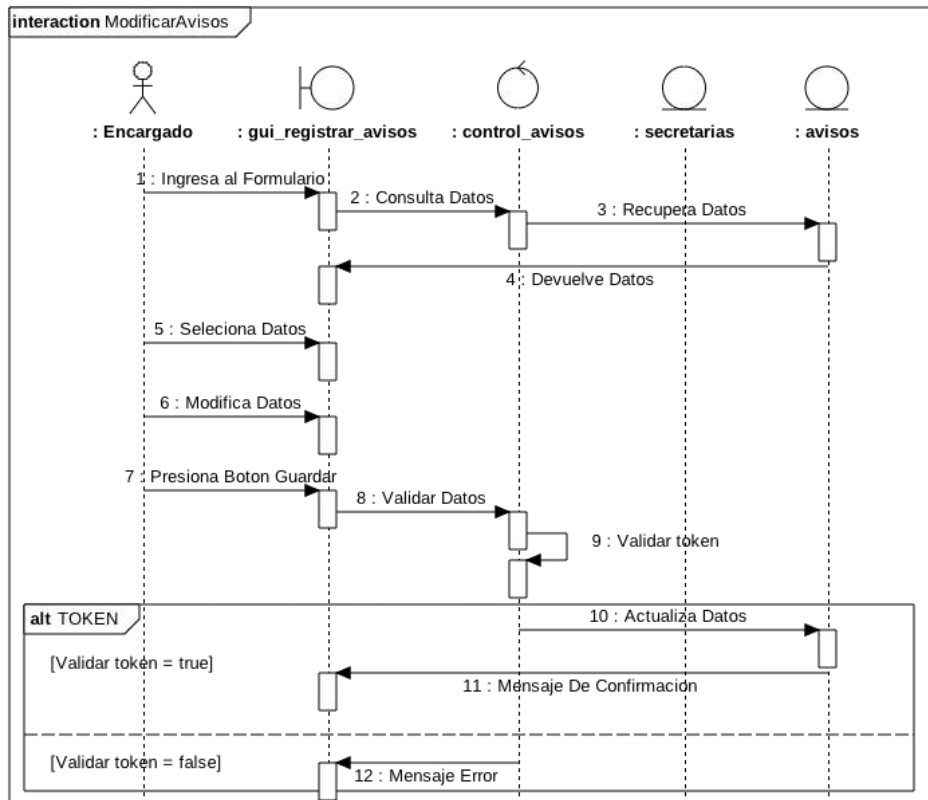 interaction ModificarAvisos
: Encargado
: gui_registrar_avisos
: control_avisos
: secretarias
: avisos
1 : Ingresa al Formulario
2 : Consulta Datos
3 : Recupera Datos
4 : Devuelve Datos
5 : Seleciona Datos
6 : Modifica Datos
7 : Presiona Boton Guardar
8 : Validar Datos
9 : Validar token
alt TOKEN
10 : Actualiza Datos
[Validar token = true]
11 : Mensaje De Confirmacion
[Validar token = false]
12 : Mensaje Error